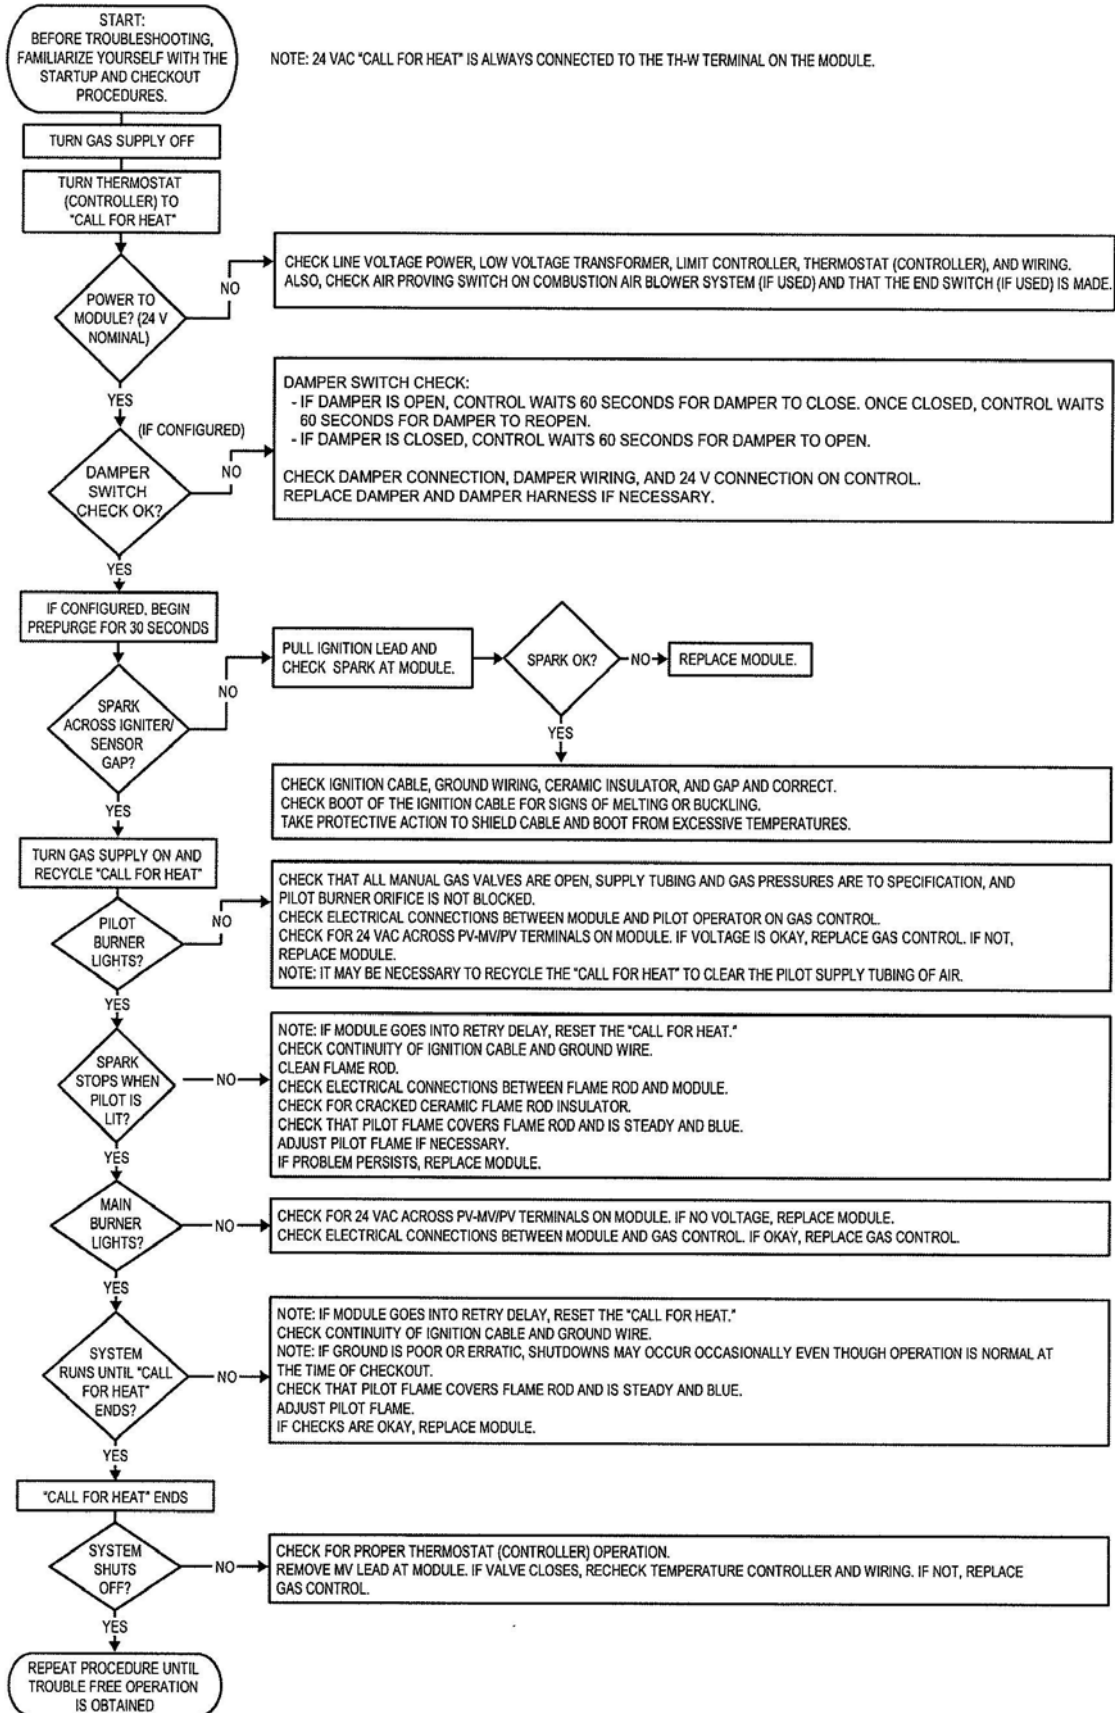 START:
BEFORE TROUBLESHOOTING,
FAMILIARIZE YOURSELF WITH THE
STARTUP AND CHECKOUT
PROCEDURES.
NOTE: 24 VAC "CALL FOR HEAT" IS ALWAYS CONNECTED TO THE TH-W TERMINAL ON THE MODULE.
TURN GAS SUPPLY OFF
TURN THERMOSTAT
(CONTROLLER) TO
"CALL FOR HEAT"
POWER TO
MODULE? (24 V
NOMINAL)
NO
CHECK LINE VOLTAGE POWER, LOW VOLTAGE TRANSFORMER, LIMIT CONTROLLER, THERMOSTAT (CONTROLLER), AND WIRING.
ALSO, CHECK AIR PROVING SWITCH ON COMBUSTION AIR BLOWER SYSTEM (IF USED) AND THAT THE END SWITCH (IF USED) IS MADE.
YES
(IF CONFIGURED)
DAMPER
SWITCH
CHECK OK?
NO
DAMPER SWITCH CHECK:
- IF DAMPER IS OPEN, CONTROL WAITS 60 SECONDS FOR DAMPER TO CLOSE. ONCE CLOSED, CONTROL WAITS
60 SECONDS FOR DAMPER TO REOPEN.
- IF DAMPER IS CLOSED, CONTROL WAITS 60 SECONDS FOR DAMPER TO OPEN.
CHECK DAMPER CONNECTION, DAMPER WIRING, AND 24 V CONNECTION ON CONTROL.
REPLACE DAMPER AND DAMPER HARNESS IF NECESSARY.
YES
IF CONFIGURED, BEGIN
PREPURGE FOR 30 SECONDS
SPARK
ACROSS IGNITER/
SENSOR
GAP?
NO
PULL IGNITION LEAD AND
CHECK SPARK AT MODULE.
SPARK OK?
NO
REPLACE MODULE.
YES
CHECK IGNITION CABLE, GROUND WIRING, CERAMIC INSULATOR, AND GAP AND CORRECT.
CHECK BOOT OF THE IGNITION CABLE FOR SIGNS OF MELTING OR BUCKLING.
TAKE PROTECTIVE ACTION TO SHIELD CABLE AND BOOT FROM EXCESSIVE TEMPERATURES.
YES
TURN GAS SUPPLY ON AND
RECYCLE "CALL FOR HEAT"
PILOT
BURNER
LIGHTS?
NO
CHECK THAT ALL MANUAL GAS VALVES ARE OPEN, SUPPLY TUBING AND GAS PRESSURES ARE TO SPECIFICATION, AND
PILOT BURNER ORIFICE IS NOT BLOCKED.
CHECK ELECTRICAL CONNECTIONS BETWEEN MODULE AND PILOT OPERATOR ON GAS CONTROL.
CHECK FOR 24 VAC ACROSS PV-MV/PV TERMINALS ON MODULE. IF VOLTAGE IS OKAY, REPLACE GAS CONTROL. IF NOT,
REPLACE MODULE.
NOTE: IT MAY BE NECESSARY TO RECYCLE THE "CALL FOR HEAT" TO CLEAR THE PILOT SUPPLY TUBING OF AIR.
YES
SPARK
STOPS WHEN
PILOT IS
LIT?
NO
NOTE: IF MODULE GOES INTO RETRY DELAY, RESET THE "CALL FOR HEAT."
CHECK CONTINUITY OF IGNITION CABLE AND GROUND WIRE.
CLEAN FLAME ROD.
CHECK ELECTRICAL CONNECTIONS BETWEEN FLAME ROD AND MODULE.
CHECK FOR CRACKED CERAMIC FLAME ROD INSULATOR.
CHECK THAT PILOT FLAME COVERS FLAME ROD AND IS STEADY AND BLUE.
ADJUST PILOT FLAME IF NECESSARY.
IF PROBLEM PERSISTS, REPLACE MODULE.
YES
MAIN
BURNER
LIGHTS?
NO
CHECK FOR 24 VAC ACROSS PV-MV/PV TERMINALS ON MODULE. IF NO VOLTAGE, REPLACE MODULE.
CHECK ELECTRICAL CONNECTIONS BETWEEN MODULE AND GAS CONTROL. IF OKAY, REPLACE GAS CONTROL.
YES
SYSTEM
RUNS UNTIL "CALL
FOR HEAT"
ENDS?
NO
NOTE: IF MODULE GOES INTO RETRY DELAY, RESET THE "CALL FOR HEAT."
CHECK CONTINUITY OF IGNITION CABLE AND GROUND WIRE.
NOTE: IF GROUND IS POOR OR ERRATIC, SHUTDOWNS MAY OCCUR OCCASIONALLY EVEN THOUGH OPERATION IS NORMAL AT
THE TIME OF CHECKOUT.
CHECK THAT PILOT FLAME COVERS FLAME ROD AND IS STEADY AND BLUE.
ADJUST PILOT FLAME.
IF CHECKS ARE OKAY, REPLACE MODULE.
YES
"CALL FOR HEAT" ENDS
SYSTEM
SHUTS
OFF?
NO
CHECK FOR PROPER THERMOSTAT (CONTROLLER) OPERATION.
REMOVE MV LEAD AT MODULE. IF VALVE CLOSES, RECHECK TEMPERATURE CONTROLLER AND WIRING. IF NOT, REPLACE
GAS CONTROL.
YES
REPEAT PROCEDURE UNTIL
TROUBLE FREE OPERATION
IS OBTAINED